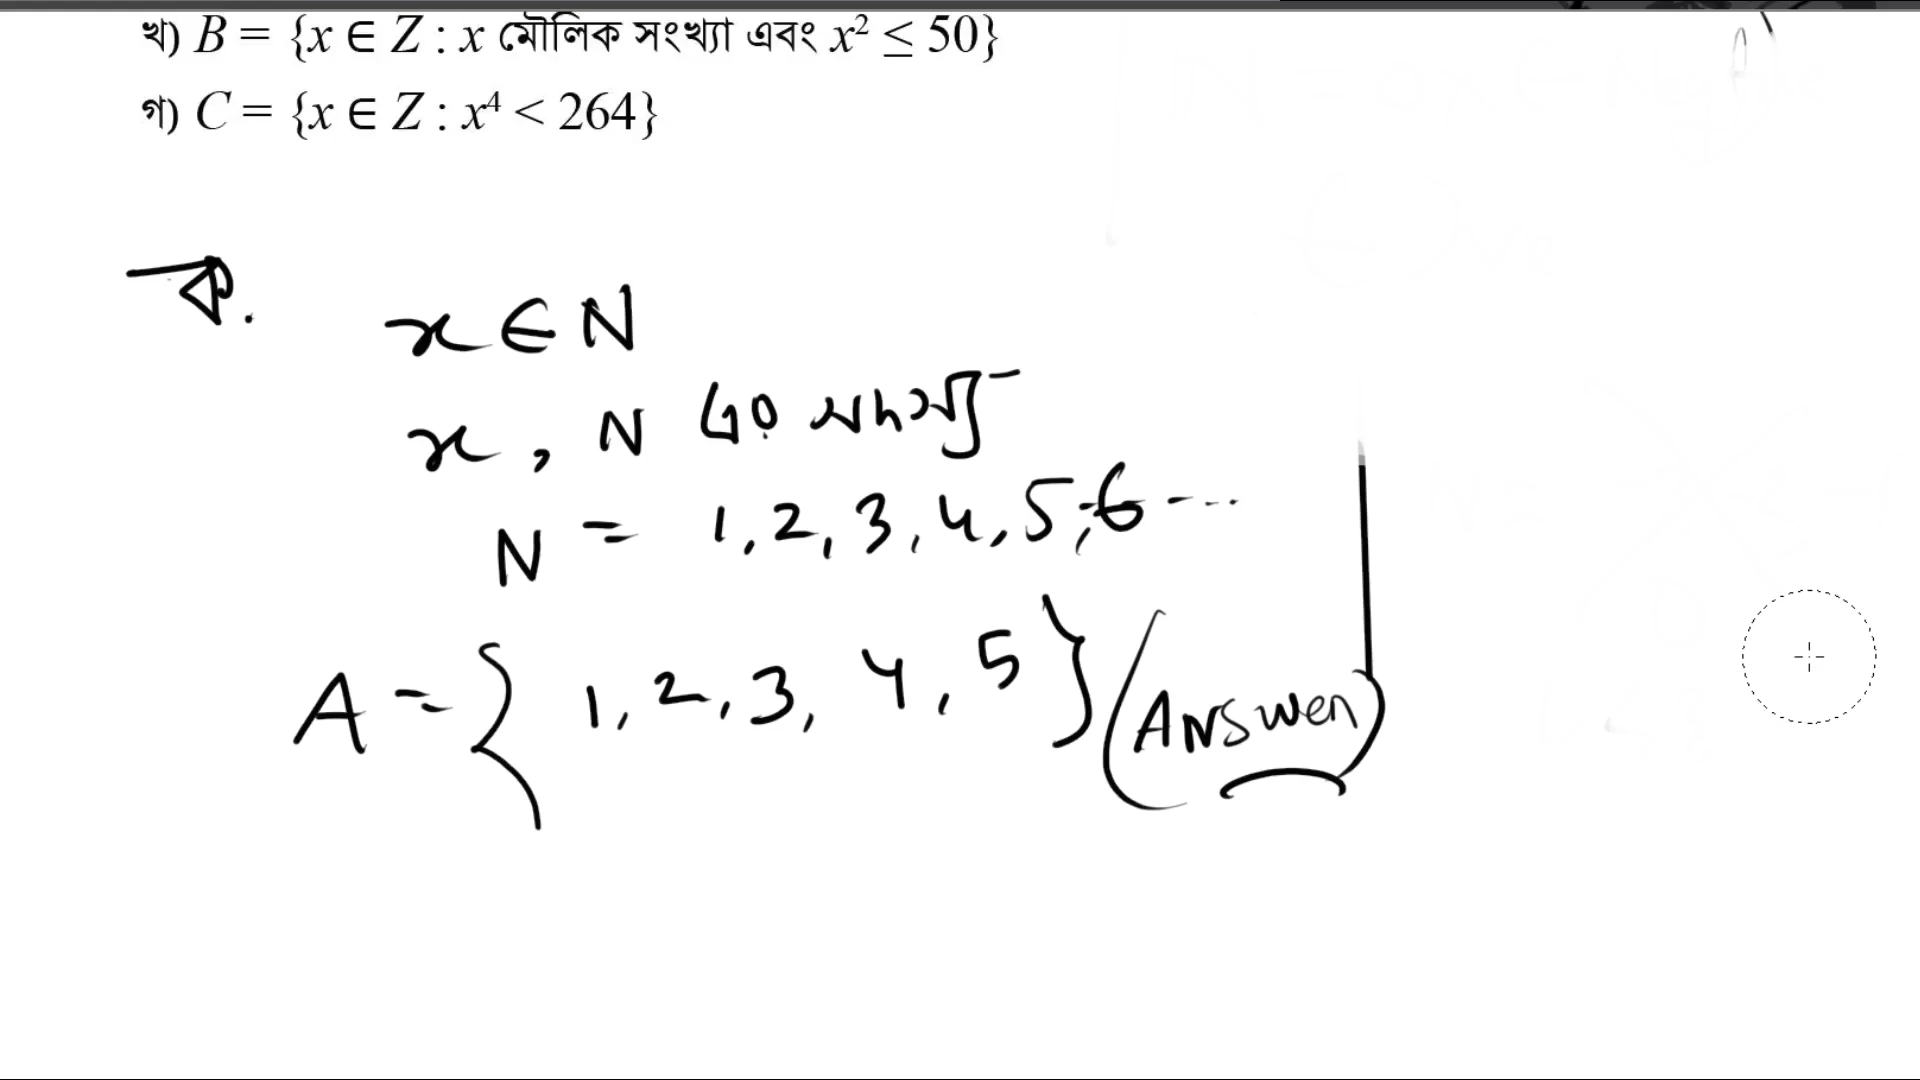 খ) B = {x ∈ Z : x মৌলিক সংখ্যা এবং x² ≤ 50}
গ) C = {x ∈ Z : x⁴ < 264}
ক.
x ∈ N
x, N এর সদস্য
N = 1, 2, 3, 4, 5, 6 - ...
A = { 1, 2, 3, 4, 5 } (Answer)